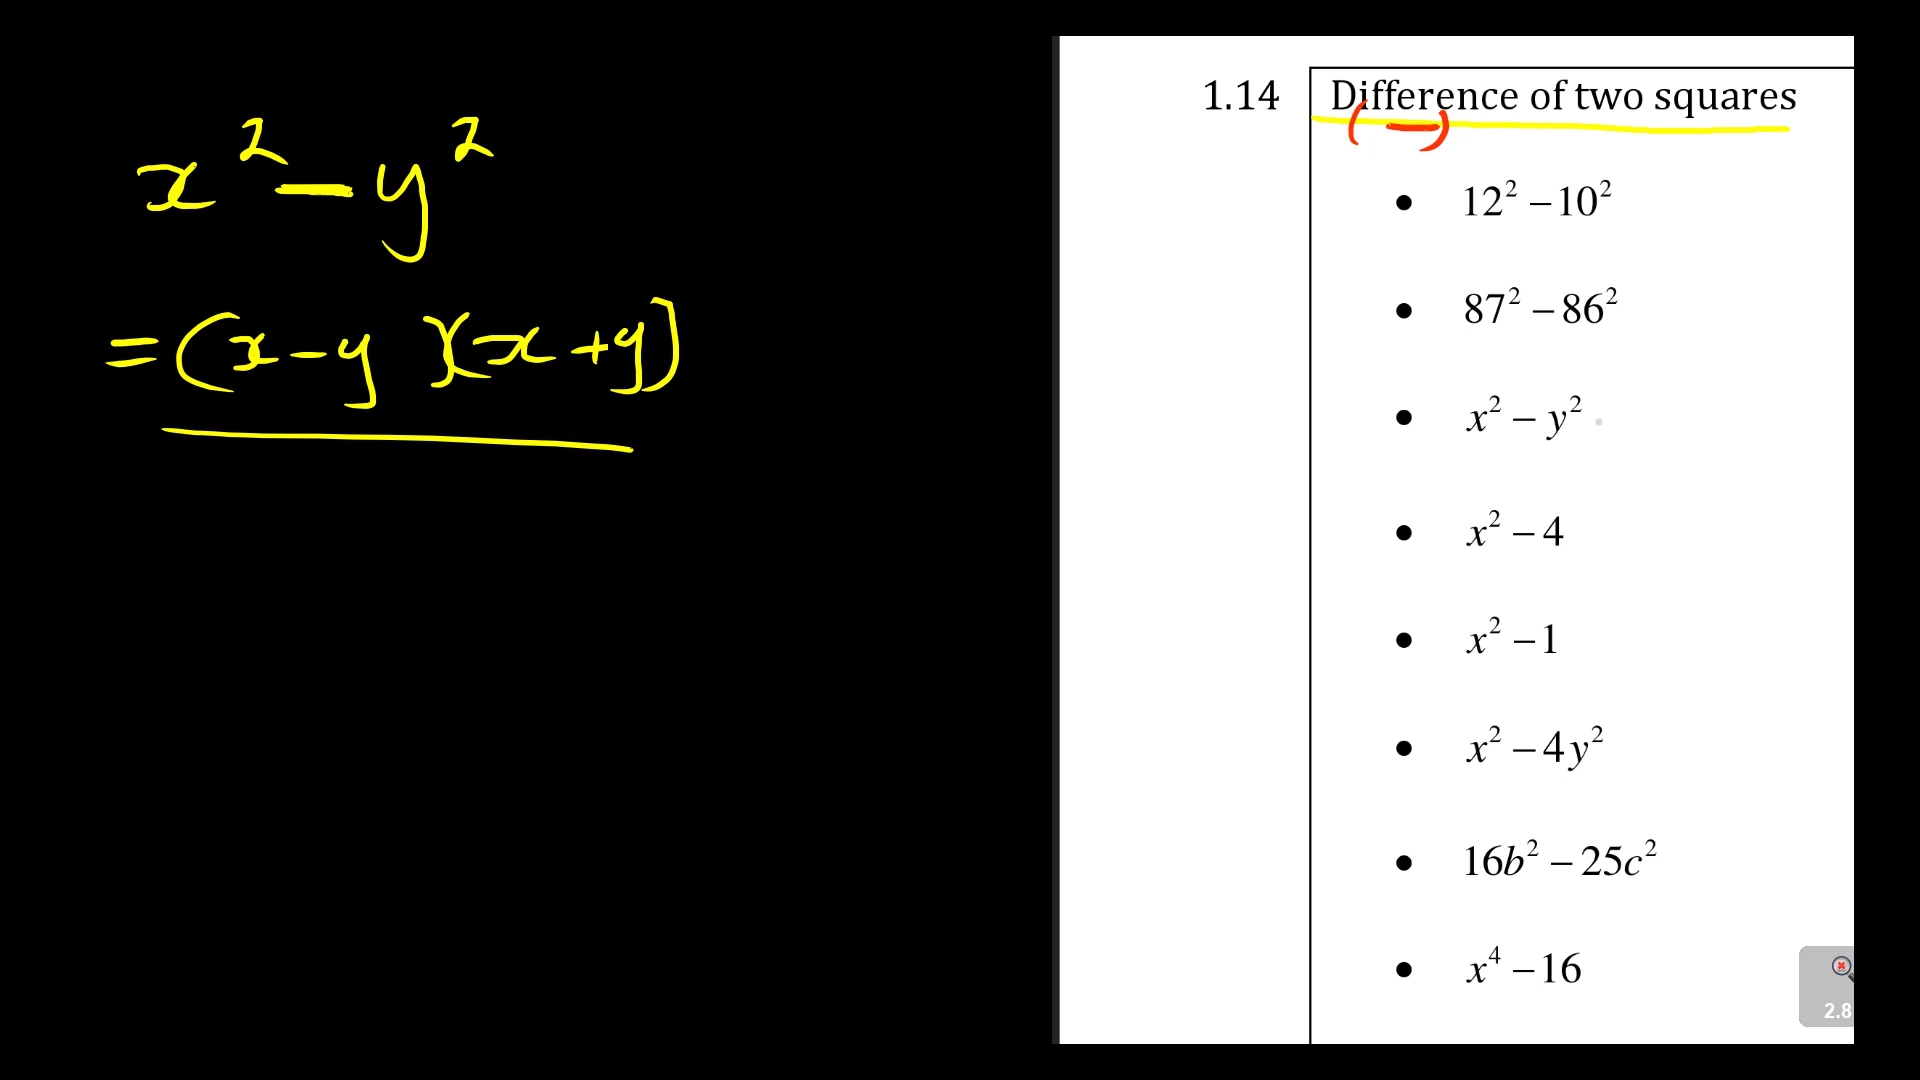 x² − y²
= (x − y)(x + y)
1.14 Difference of two squares
( − )
• 12² − 10²
• 87² − 86²
• x² − y²
• x² − 4
• x² − 1
• x² − 4y²
• 16b² − 25c²
• x⁴ − 16
2.8